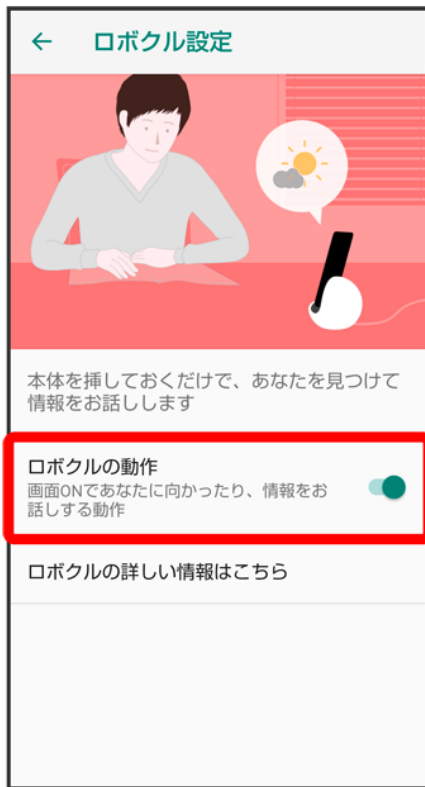 ロボクル設定
本体を挿しておくだけで、あなたを見つけて
情報をお話しします
ロボクルの動作
画面ONであなたに向かったり、情報をお
話しする動作
ロボクルの詳しい情報はこちら